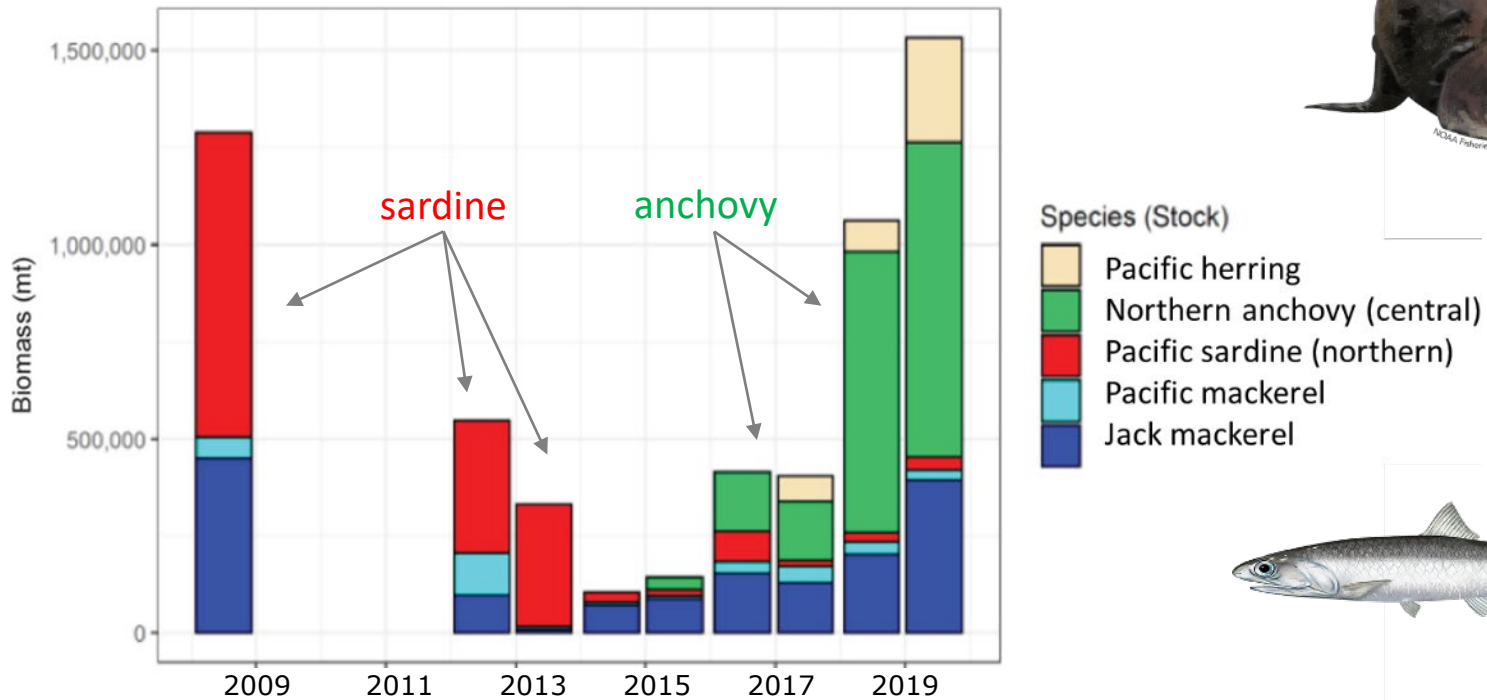 1,500,000
1,000,000
500,000
0
Biomass (mt)
sardine
anchovy
2009 2011 2013 2015 2017 2019
NOAA
Species (Stock)
Pacific herring
Northern anchovy (central)
Pacific sardine (northern)
Pacific mackerel
Jack mackerel